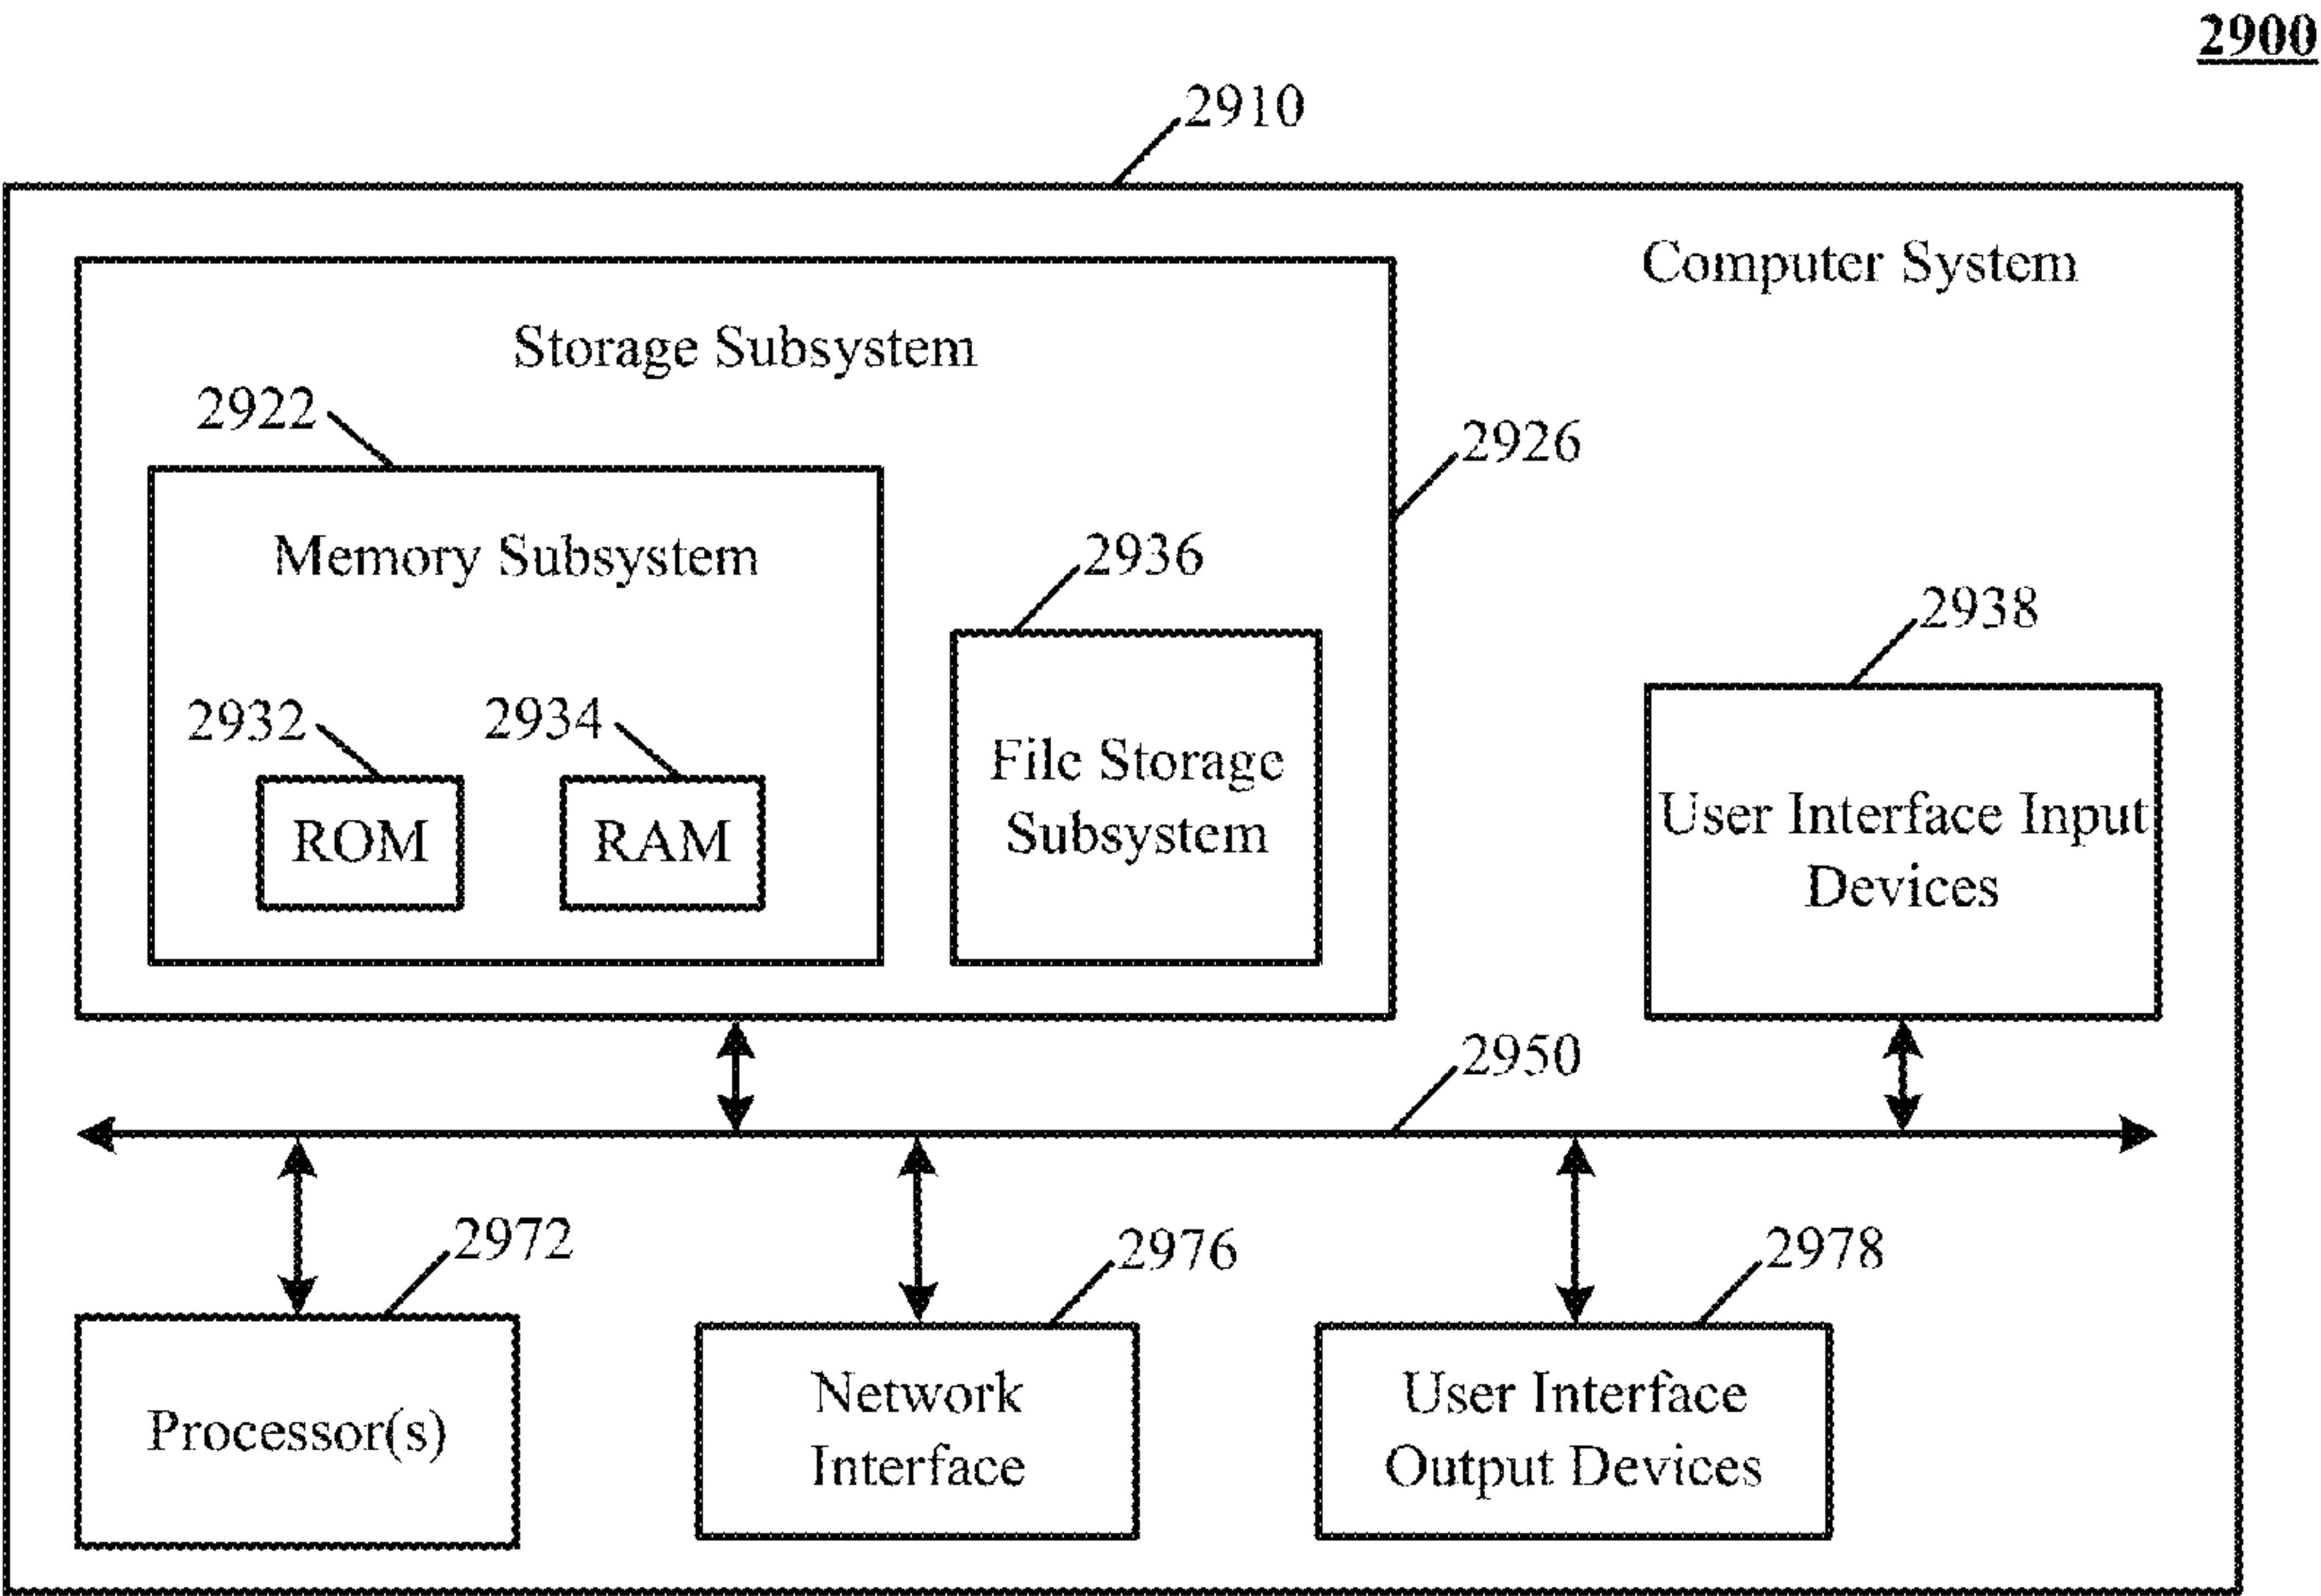 2900
2910
Computer System
Storage Subsystem
2922
2926
Memory Subsystem
2936
2938
2932
2934
File Storage
Subsystem
ROM
RAM
User Interface Input
Devices
2950
2972
2976
2978
Processor(s)
Network
Interface
User Interface
Output Devices